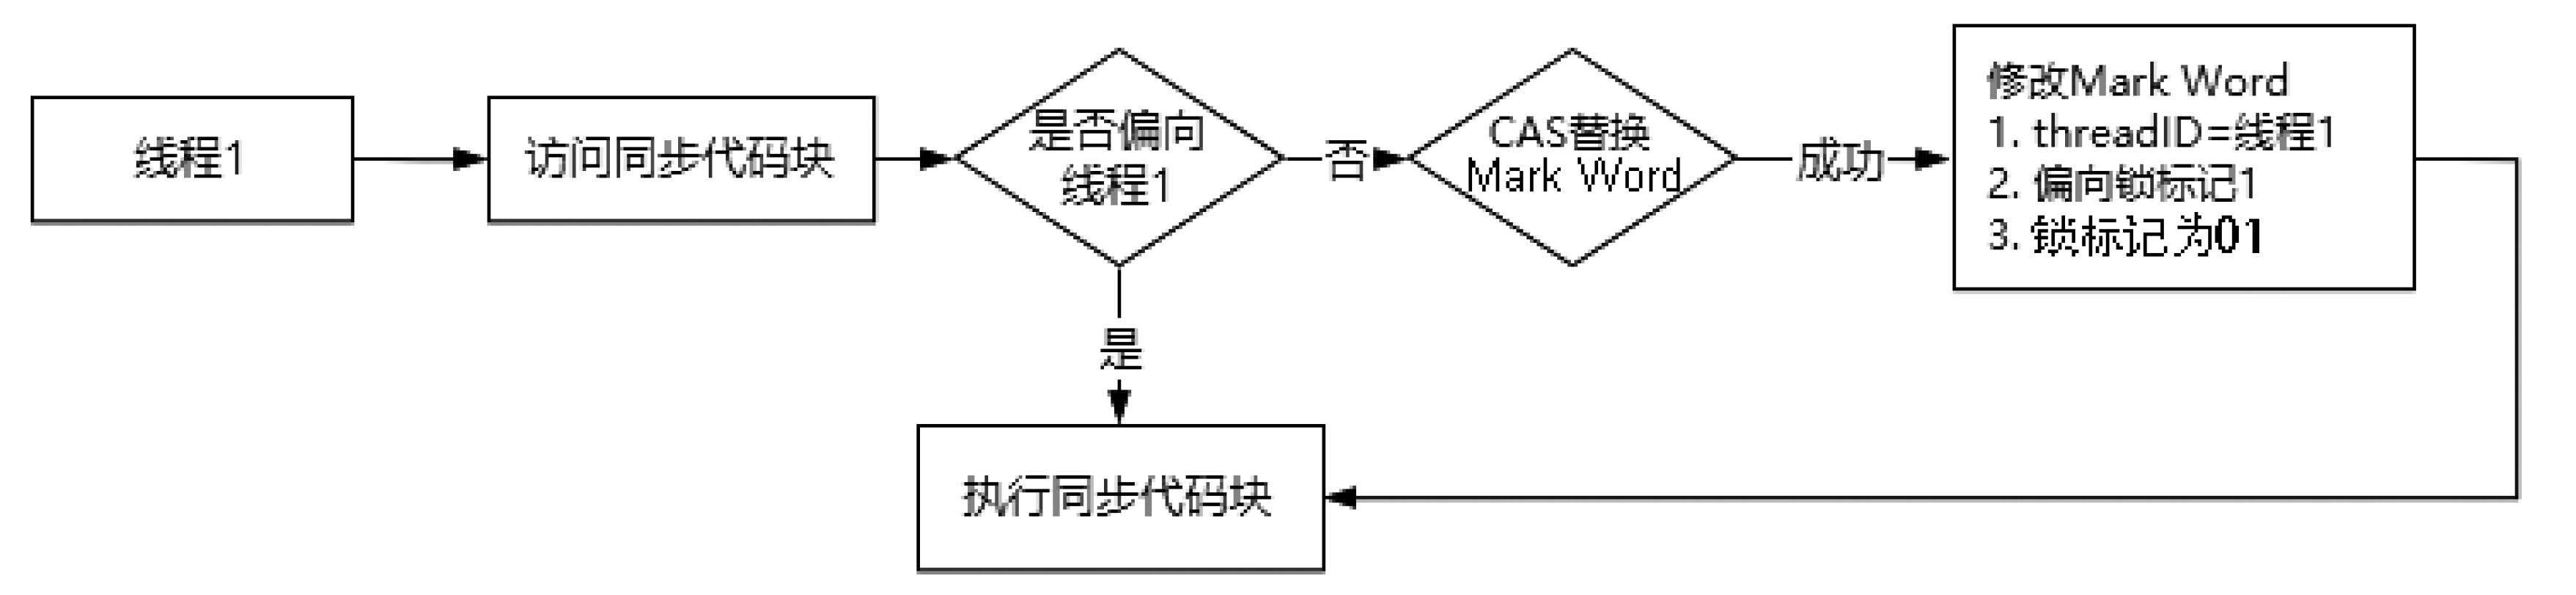 线程1
访问同步代码块
是否偏向
线程1
否
CAS替换
Mark Word
成功
修改Mark Word
1. threadID=线程1
2. 偏向锁标记1
3. 锁标记为01
是
执行同步代码块